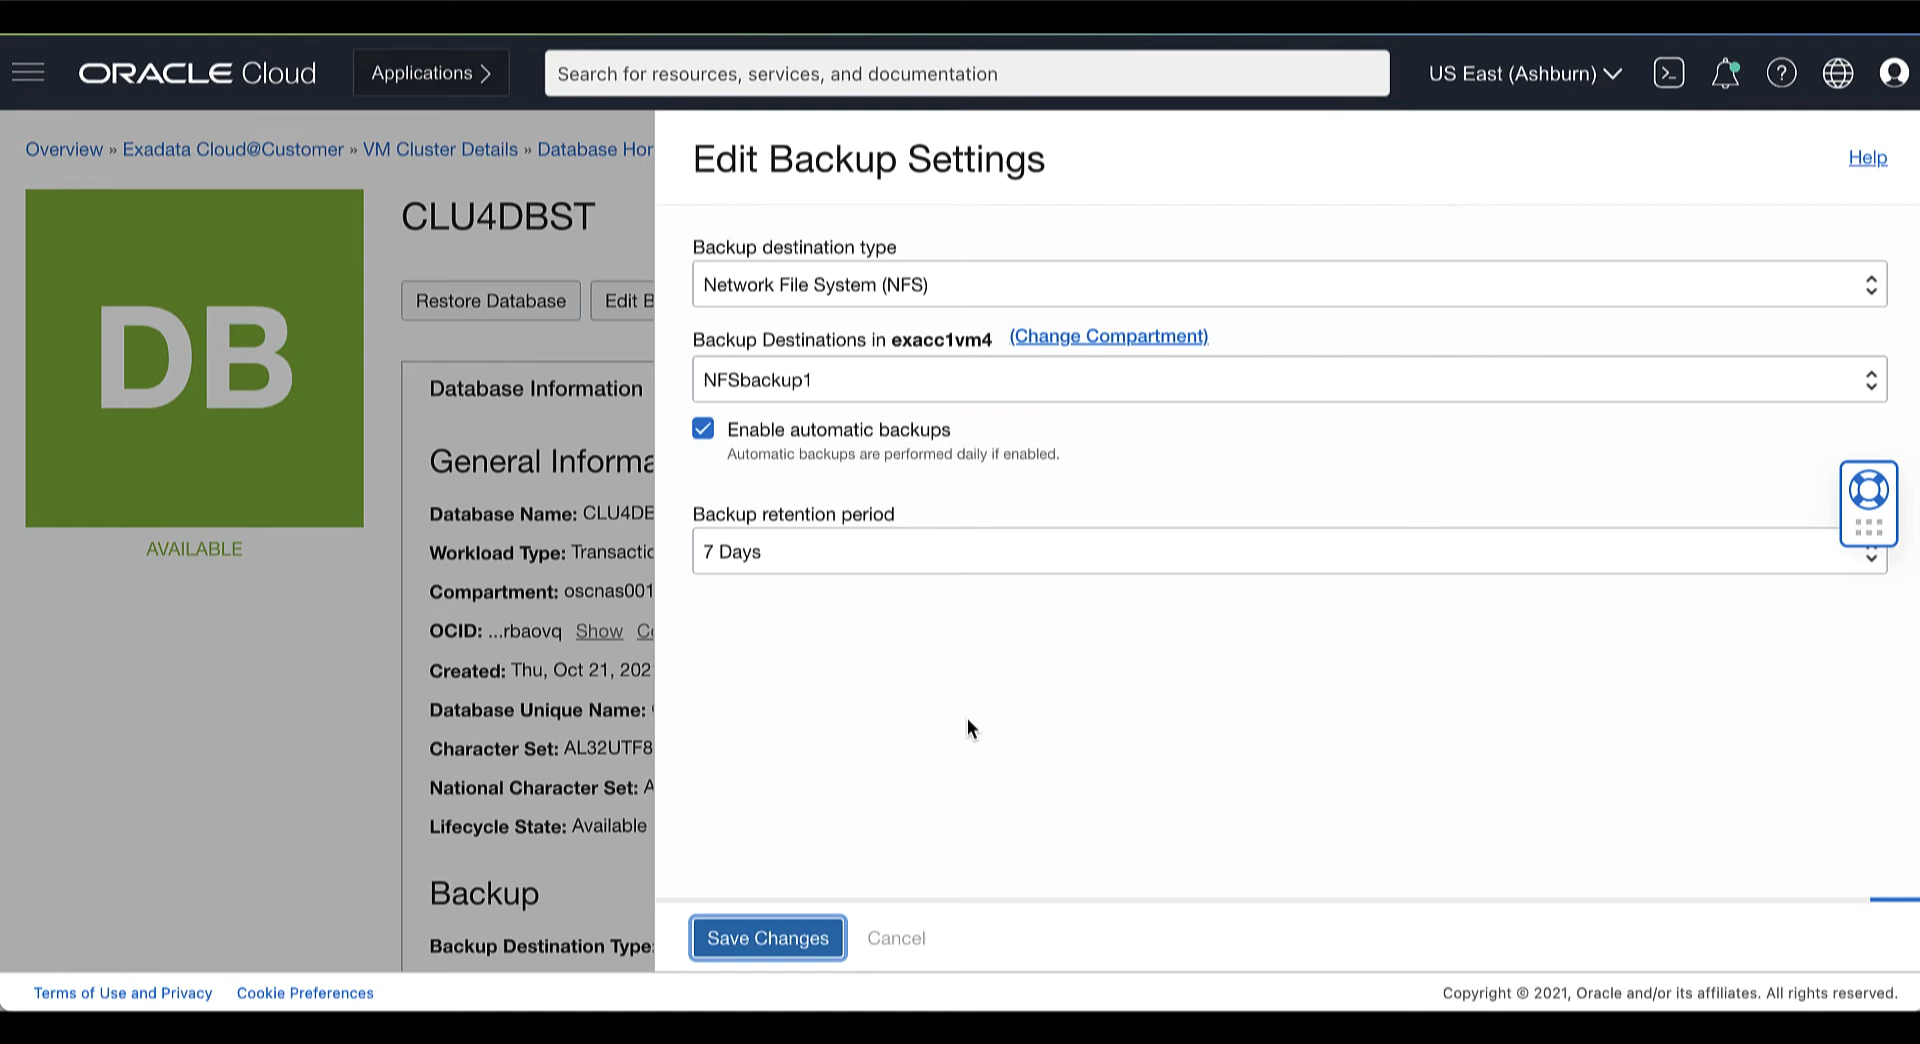 ORACLE Cloud
Applications
Search for resources, services, and documentation
US East (Ashburn)
Overview » Exadata Cloud@Customer » VM Cluster Details » Database Hor
DB
AVAILABLE
CLU4DBST
Restore Database
Edit B
Database Information
General Informa
Database Name: CLU4DE
Workload Type: Transactic
Compartment: oscnas001
OCID: ...rbaovq Show Co
Created: Thu, Oct 21, 202
Database Unique Name:
Character Set: AL32UTF8
National Character Set: A
Lifecycle State: Available
Backup
Backup Destination Type:
Edit Backup Settings
Help
Backup destination type
Network File System (NFS)
Backup Destinations in exacc1vm4 (Change Compartment)
NFSbackup1
Enable automatic backups
Automatic backups are performed daily if enabled.
Backup retention period
7 Days
Save Changes
Cancel
Terms of Use and Privacy
Cookie Preferences
Copyright © 2021, Oracle and/or its affiliates. All rights reserved.